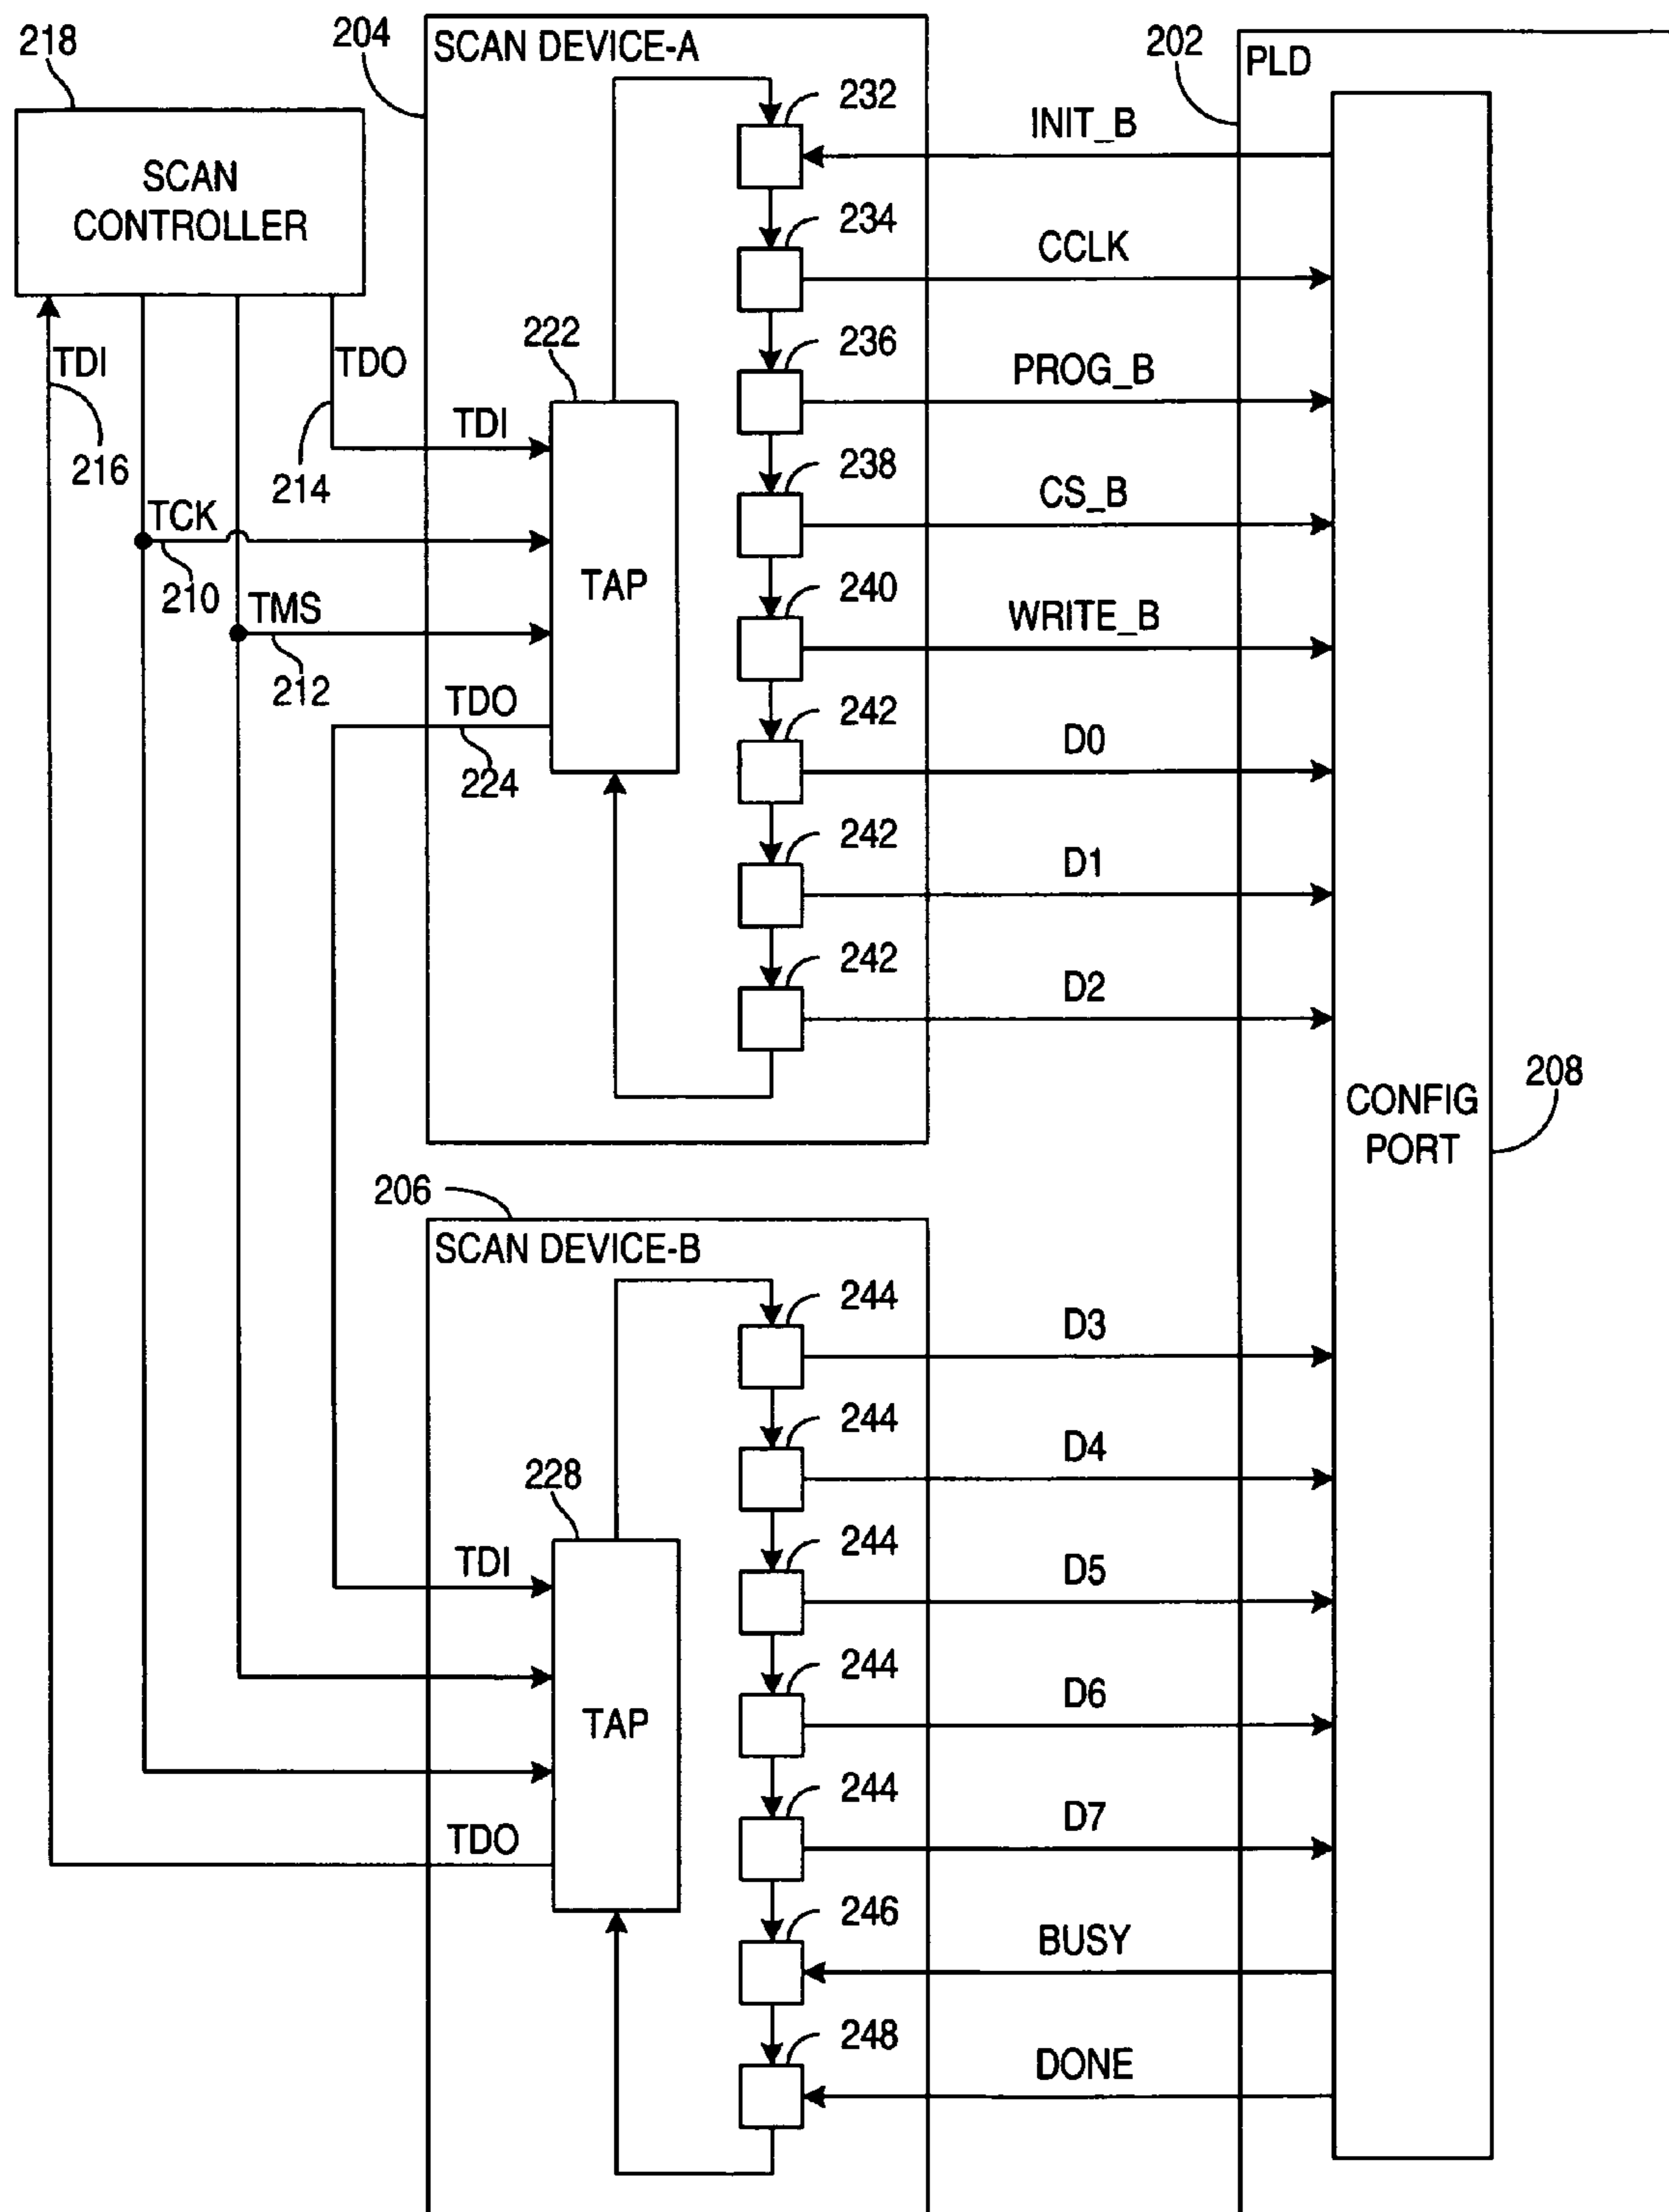 218
SCAN
CONTROLLER
TDI
TDO
216
214
TCK
210
TMS
212
204
SCAN DEVICE-A
222
TDI
TAP
TDO
224
232
234
236
238
240
242
242
242
INIT_B
CCLK
PROG_B
CS_B
WRITE_B
D0
D1
D2
202
PLD
CONFIG
PORT
208
206
SCAN DEVICE-B
228
TDI
TAP
TDO
244
244
244
244
244
246
248
D3
D4
D5
D6
D7
BUSY
DONE